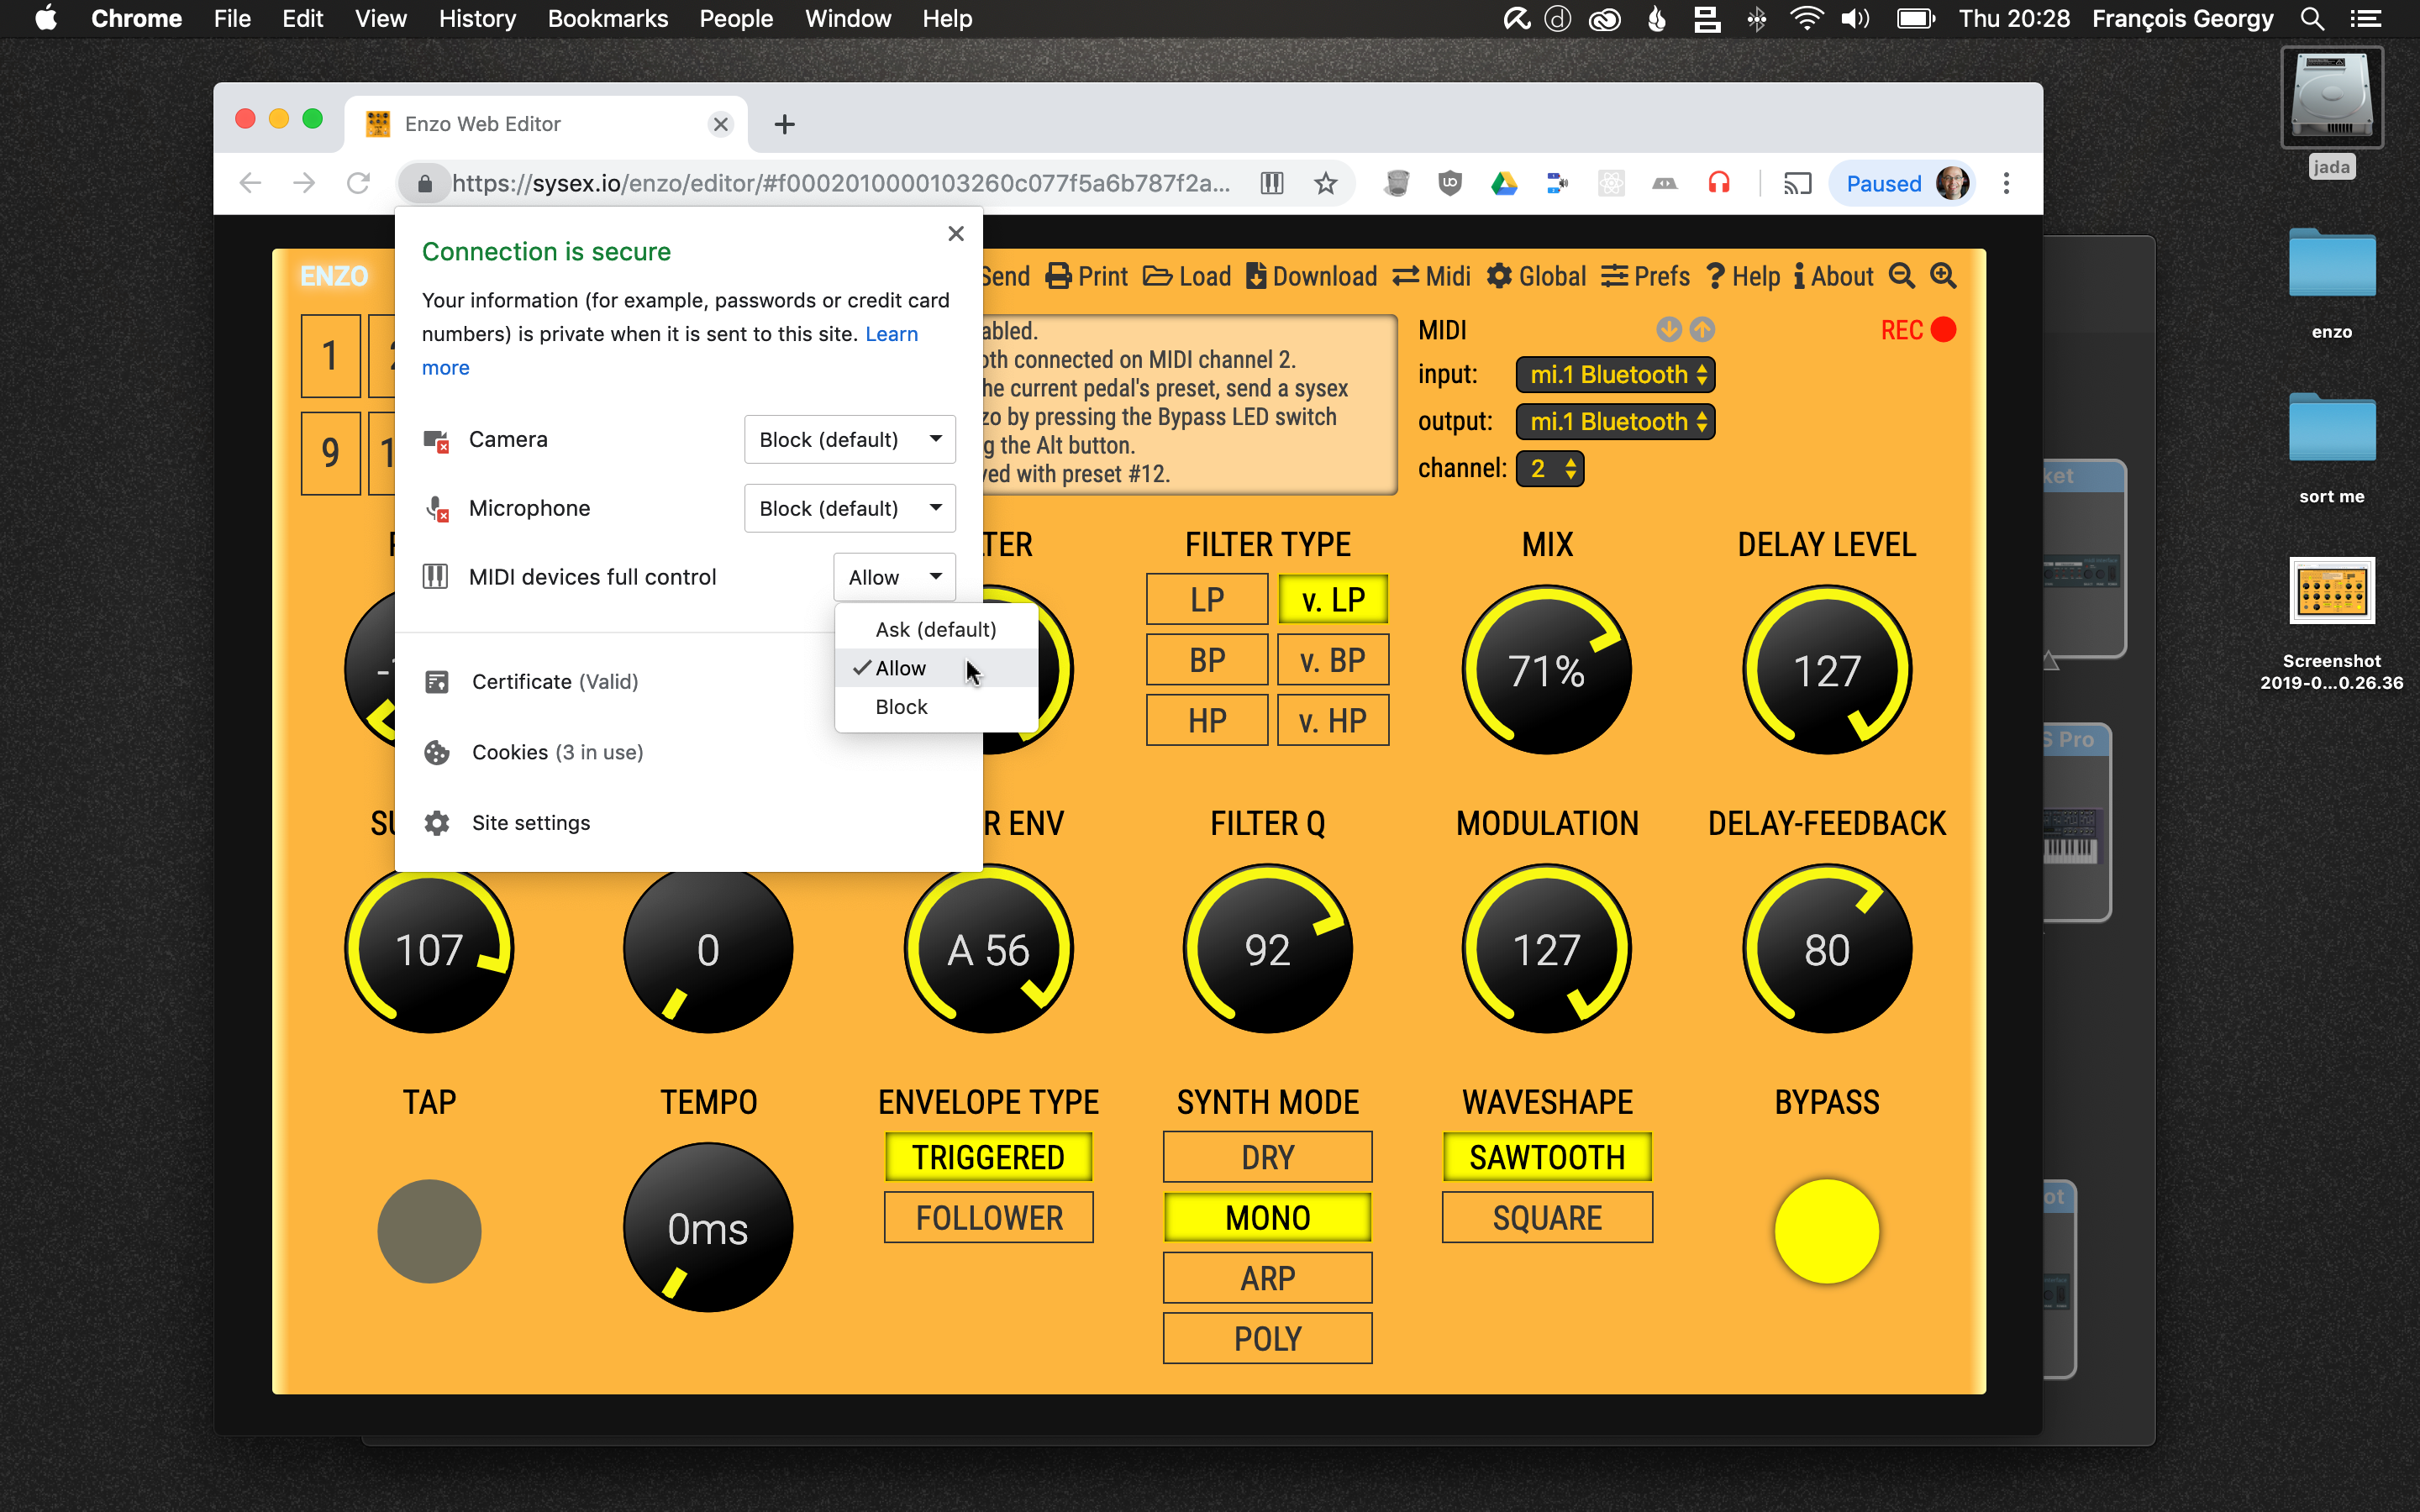 Chrome File Edit View History Bookmarks People Window Help
Thu 20:28 François Georgy
jada
enzo
sort me
Screenshot
2019-0...0.26.36
Enzo Web Editor
https://sysex.io/enzo/editor/#f0002010000103260c077f5a6b787f2a...
Paused
Connection is secure
Your information (for example, passwords or credit card
numbers) is private when it is sent to this site. Learn
more
Camera Block (default)
Microphone Block (default)
MIDI devices full control Allow
Ask (default)
Allow
Block
Certificate (Valid)
Cookies (3 in use)
Site settings
ENZO
Send Print Load Download Midi Global Prefs Help About
1
9 1
abled.
oth connected on MIDI channel 2.
he current pedal's preset, send a sysex
zo by pressing the Bypass LED switch
g the Alt button.
ved with preset #12.
MIDI
REC
input: mi.1 Bluetooth
output: mi.1 Bluetooth
channel: 2
TER FILTER TYPE MIX DELAY LEVEL
LP v. LP
BP v. BP
HP v. HP
71%
127
SU R ENV FILTER Q MODULATION DELAY-FEEDBACK
107 0 A 56 92 127 80
TAP TEMPO ENVELOPE TYPE SYNTH MODE WAVESHAPE BYPASS
0ms
TRIGGERED
FOLLOWER
DRY
MONO
ARP
POLY
SAWTOOTH
SQUARE
ket
S Pro
ot